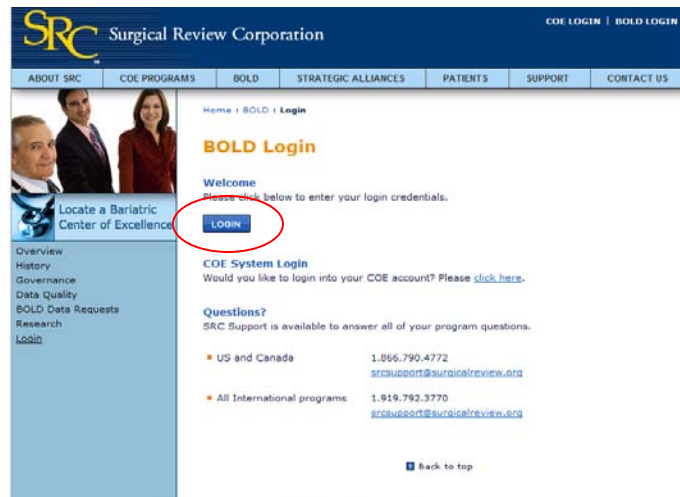 SRC Surgical Review Corporation
COE LOGIN | BOLD LOGIN
ABOUT SRC COE PROGRAMS BOLD STRATEGIC ALLIANCES PATIENTS SUPPORT CONTACT US
Home : BOLD : Login
BOLD Login
Welcome
Please click below to enter your login credentials.
LOGIN
Locate a Bariatric
Center of Excellence
Overview
History
Governance
Data Quality
BOLD Data Requests
Research
Login
COE System Login
Would you like to login into your COE account? Please click here.
Questions?
SRC Support is available to answer all of your program questions.
US and Canada 1.866.790.4772
srcsupport@surgicalreview.org
All International programs 1.919.792.3770
srcsupport@surgicalreview.org
Back to top